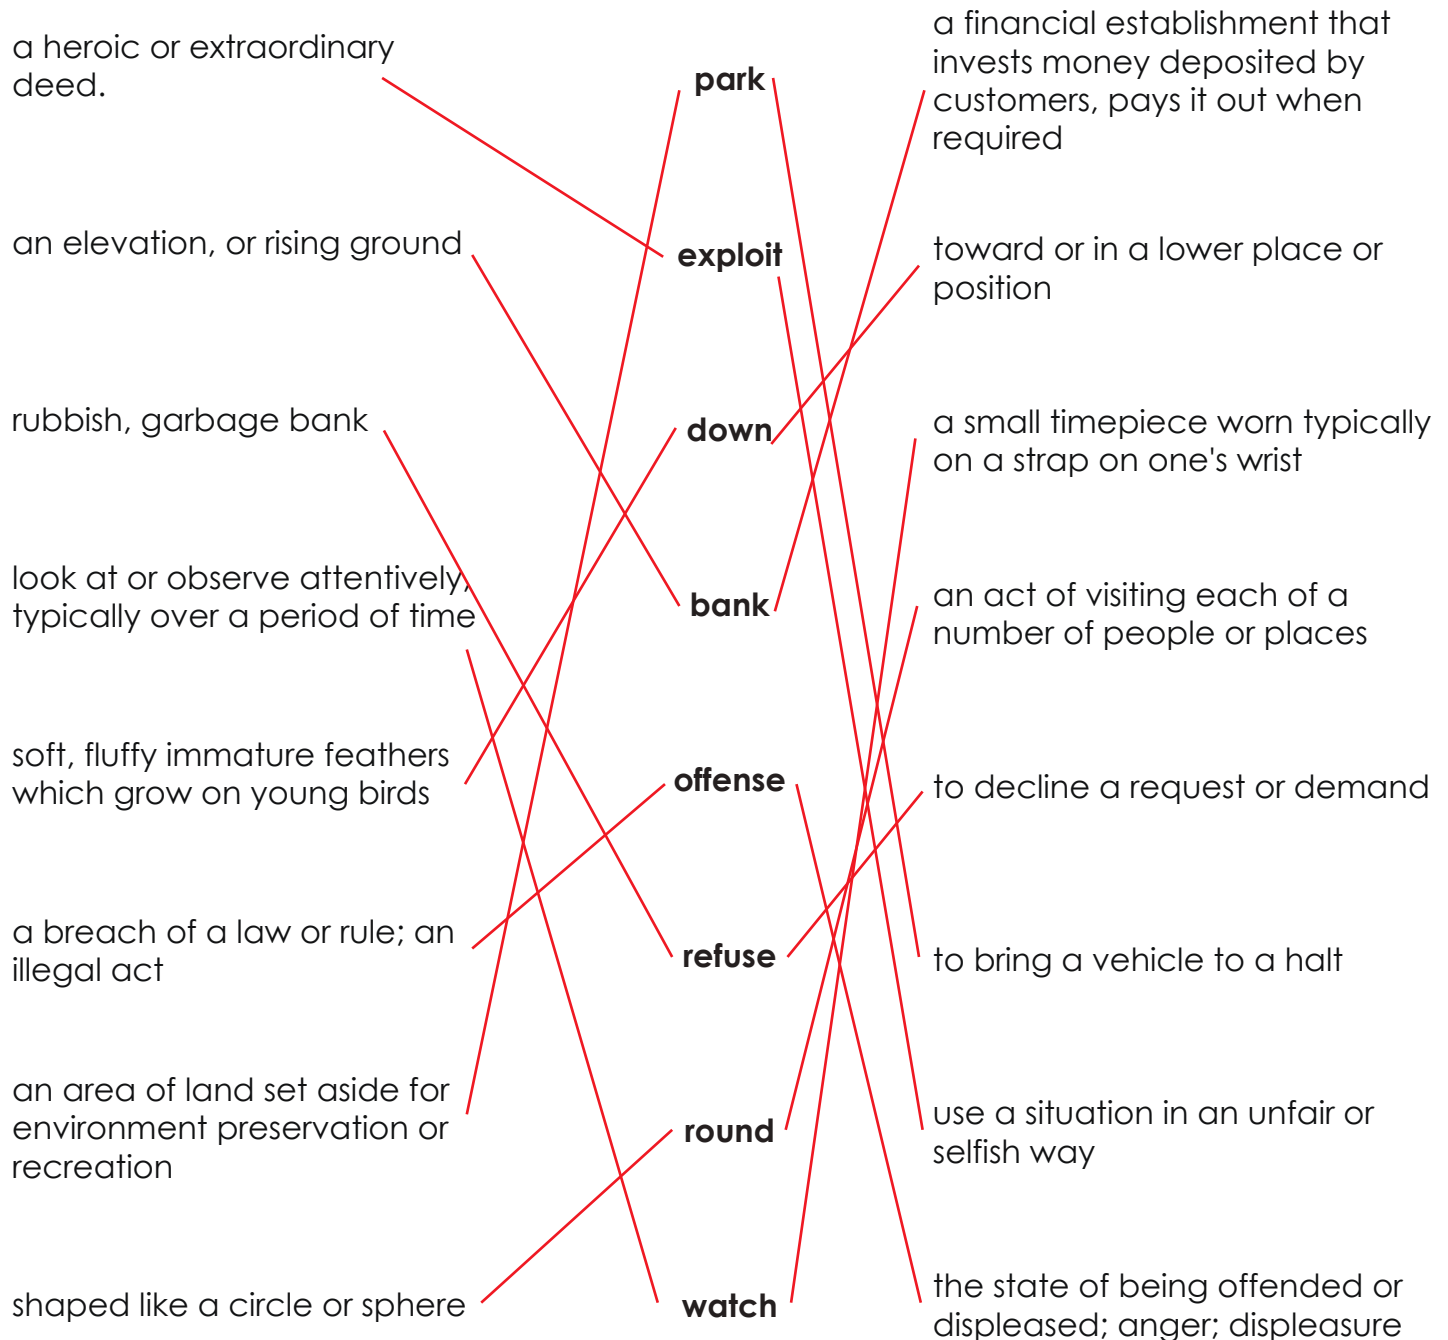 a heroic or extraordinary
deed.
an elevation, or rising ground
rubbish, garbage bank
look at or observe attentively,
typically over a period of time
soft, fluffy immature feathers
which grow on young birds
a breach of a law or rule; an
illegal act
an area of land set aside for
environment preservation or
recreation
shaped like a circle or sphere
park
exploit
down
bank
offense
refuse
round
watch
a financial establishment that
invests money deposited by
customers, pays it out when
required
toward or in a lower place or
position
a small timepiece worn typically
on a strap on one's wrist
an act of visiting each of a
number of people or places
to decline a request or demand
to bring a vehicle to a halt
use a situation in an unfair or
selfish way
the state of being offended or
displeased; anger; displeasure